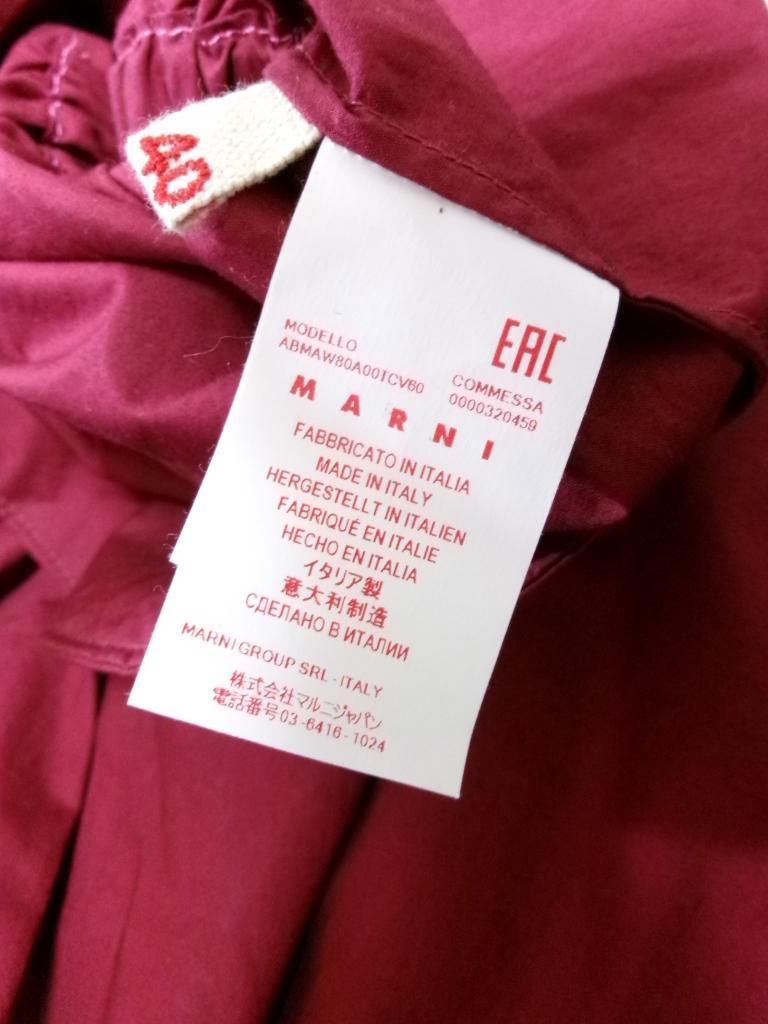 40
EAC
MODELLO
ABMAW80A00TCV60
COMMESSA
0000320459
MARNI
FABBRICATO IN ITALIA
MADE IN ITALY
HERGESTELLT IN ITALIEN
FABRIQUÉ EN ITALIE
HECHO EN ITALIA
イタリア製
意大利制造
СДЕЛАНО В ИТАЛИИ
MARNI GROUP SRL - ITALY
株式会社マルニジャパン
電話番号03-6416-1024